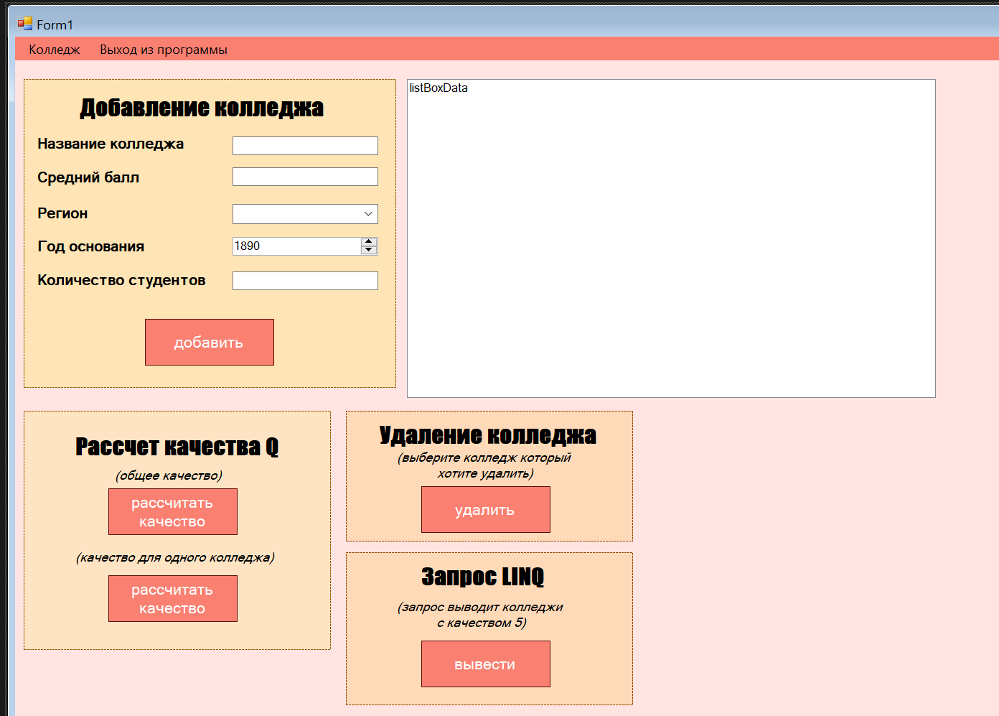 Form1
Колледж Выход из программы
Добавление колледжа
Название колледжа
Средний балл
Регион
Год основания 1890
Количество студентов
добавить
listBoxData
Рассчет качества Q
(общее качество)
рассчитать
качество
(качество для одного колледжа)
рассчитать
качество
Удаление колледжа
(выберите колледж который
хотите удалить)
удалить
Запрос LINQ
(запрос выводит колледжи
с качеством 5)
вывести